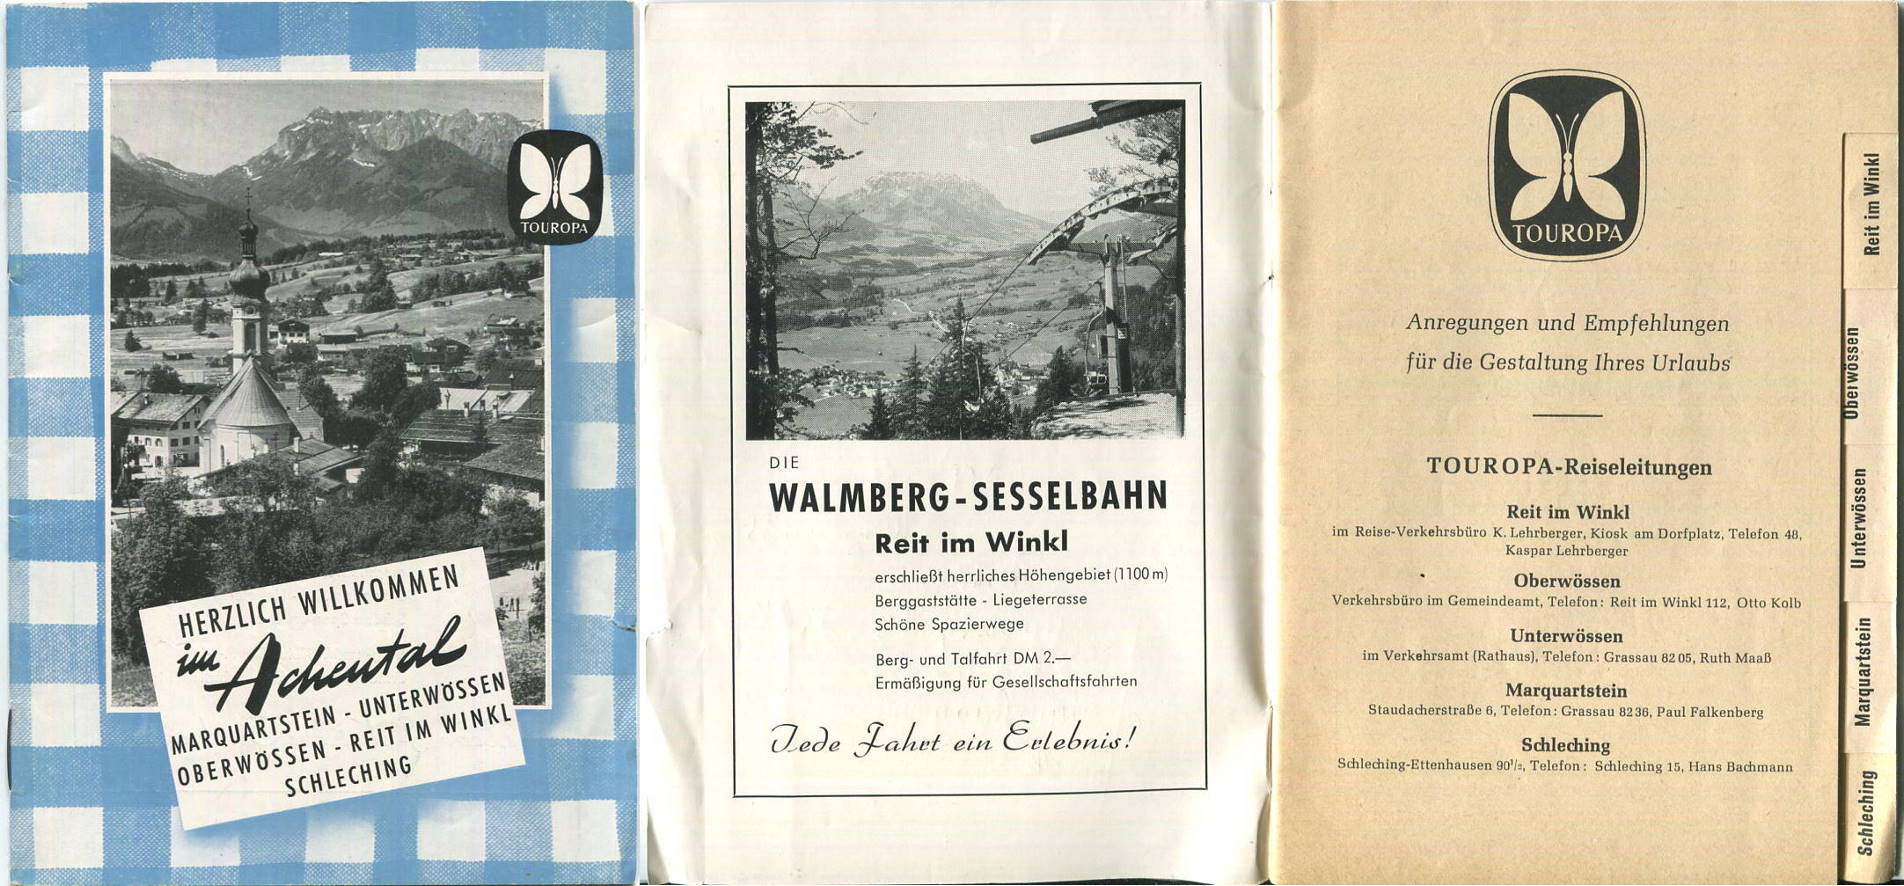 TOUROPA
HERZLICH WILLKOMMEN
im Achental
MARQUARTSTEIN - UNTERWÖSSEN
OBERWÖSSEN - REIT IM WINKL
SCHLECHING
DIE
WALMBERG-SESSELBAHN
Reit im Winkl
erschließt herrliches Höhengebiet (1100 m)
Berggaststätte - Liegeterrasse
Schöne Spazierwege
Berg- und Talfahrt DM 2.—
Ermäßigung für Gesellschaftsfahrten
Jede Fahrt ein Erlebnis!
TOUROPA
Anregungen und Empfehlungen
für die Gestaltung Ihres Urlaubs
TOUROPA-Reiseleitungen
Reit im Winkl
im Reise-Verkehrsbüro K. Lehrberger, Kiosk am Dorfplatz, Telefon 48,
Kaspar Lehrberger
Oberwössen
Verkehrsbüro im Gemeindeamt, Telefon: Reit im Winkl 112, Otto Kolb
Unterwössen
im Verkehrsamt (Rathaus), Telefon: Grassau 82 05, Ruth Maaß
Marquartstein
Staudacherstraße 6, Telefon: Grassau 82 36, Paul Falkenberg
Schleching
Schleching-Ettenhausen 90¹/₂, Telefon: Schleching 15, Hans Bachmann
Reit im Winkl
Oberwössen
Unterwössen
Marquartstein
Schleching